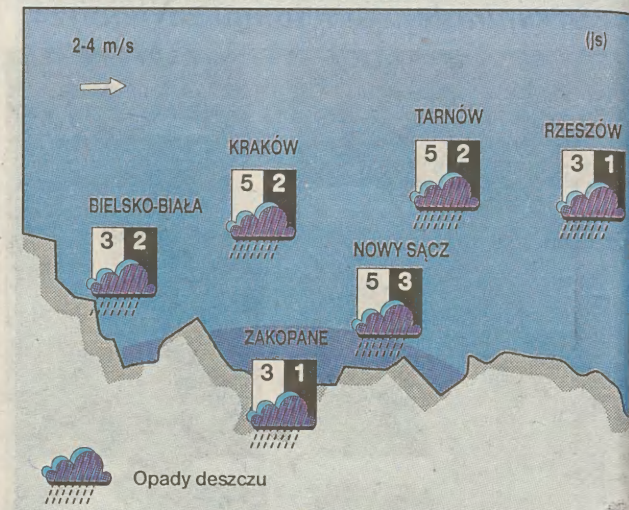 2-4 m/s
(js)
TARNÓW
5 2
RZESZÓW
3 1
KRAKÓW
5 2
BIELSKO-BIAŁA
3 2
NOWY SĄCZ
5 3
ZAKOPANE
3 1
Opady deszczu